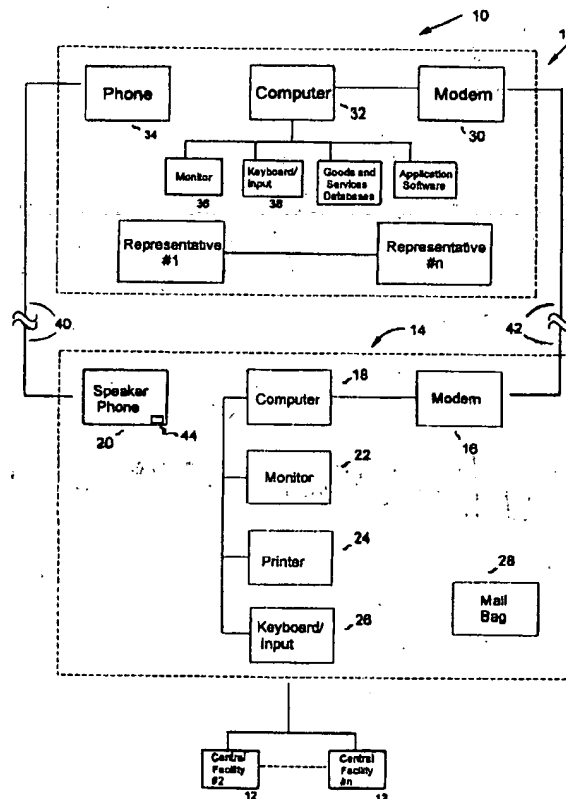 10
1
Phone
34
Computer
32
Modem
30
Monitor
36
Keyboard/
Input
38
Goods and
Services
Databases
Application
Software
Representative
#1
Representative
#n
40
42
14
Speaker
Phone
20
44
Computer
18
Modem
16
Monitor
22
Printer
24
Keyboard/
Input
26
Mail
Bag
28
Central
Facility
#2
12
Central
Facility
#n
12